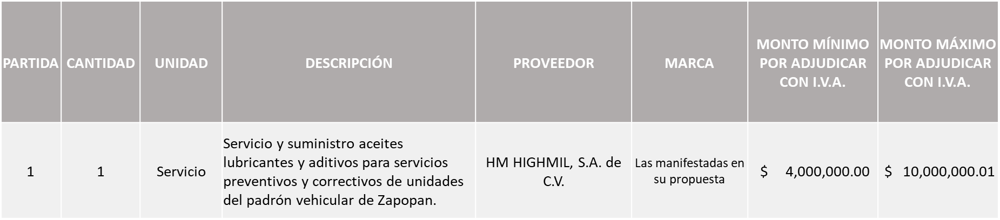 PARTIDA
CANTIDAD
UNIDAD
DESCRIPCIÓN
PROVEEDOR
MARCA
MONTO MÍNIMO
POR ADJUDICAR
CON I.V.A.
MONTO MÁXIMO
POR ADJUDICAR
CON I.V.A.
1
1
Servicio
Servicio y suministro aceites
lubricantes y aditivos para servicios
preventivos y correctivos de unidades
del padrón vehicular de Zapopan.
HM HIGHMIL, S.A. de
C.V.
Las manifestadas en
su propuesta
$ 4,000,000.00
$ 10,000,000.01